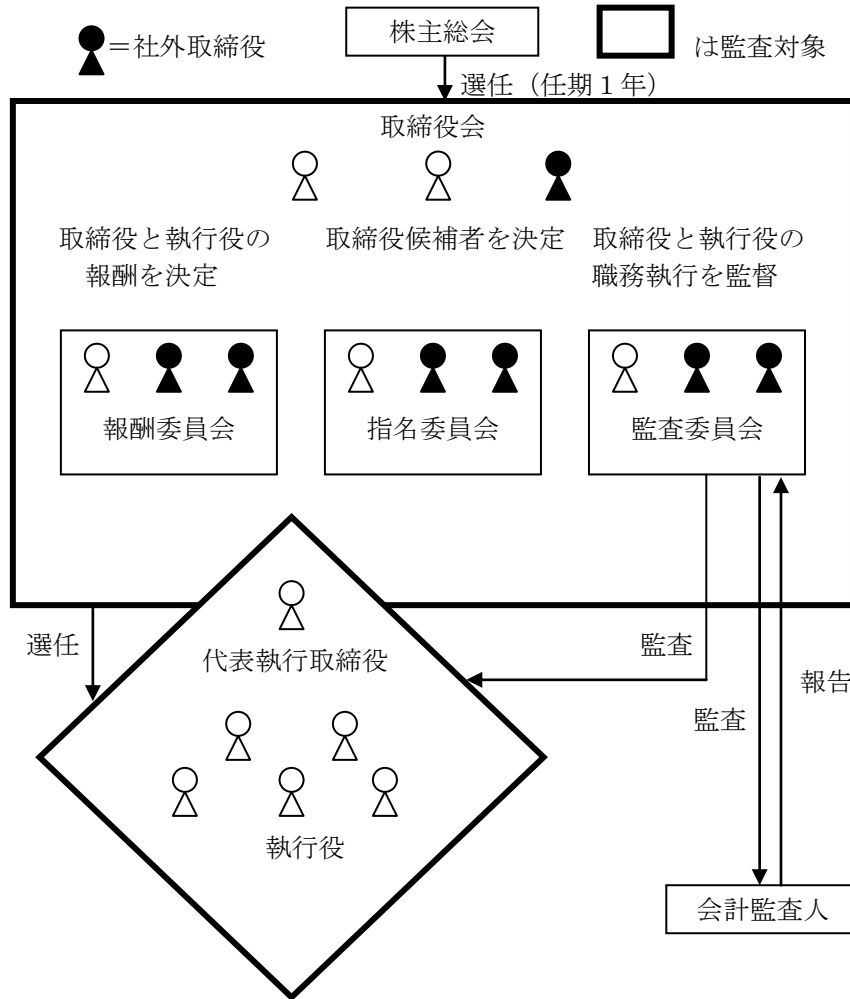 ＝社外取締役
株主総会
は監査対象
選任（任期１年）
取締役会
取締役と執行役の
報酬を決定
取締役候補者を決定
取締役と執行役の
職務執行を監督
報酬委員会
指名委員会
監査委員会
選任
代表執行取締役
監査
監査
報告
執行役
会計監査人